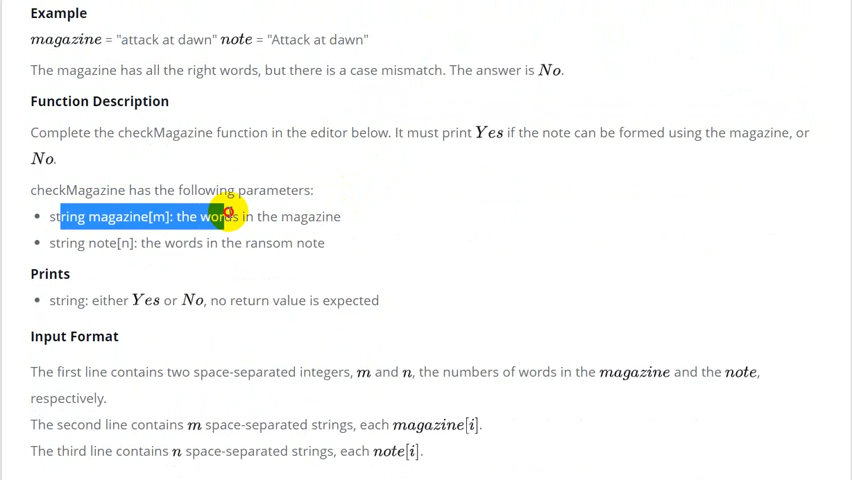 Example
magazine = "attack at dawn" note = "Attack at dawn"
The magazine has all the right words, but there is a case mismatch. The answer is No.
Function Description
Complete the checkMagazine function in the editor below. It must print Yes if the note can be formed using the magazine, or
No.
checkMagazine has the following parameters:
• string magazine[m]: the words in the magazine
• string note[n]: the words in the ransom note
Prints
• string: either Yes or No, no return value is expected
Input Format
The first line contains two space-separated integers, m and n, the numbers of words in the magazine and the note,
respectively.
The second line contains m space-separated strings, each magazine[i].
The third line contains n space-separated strings, each note[i].